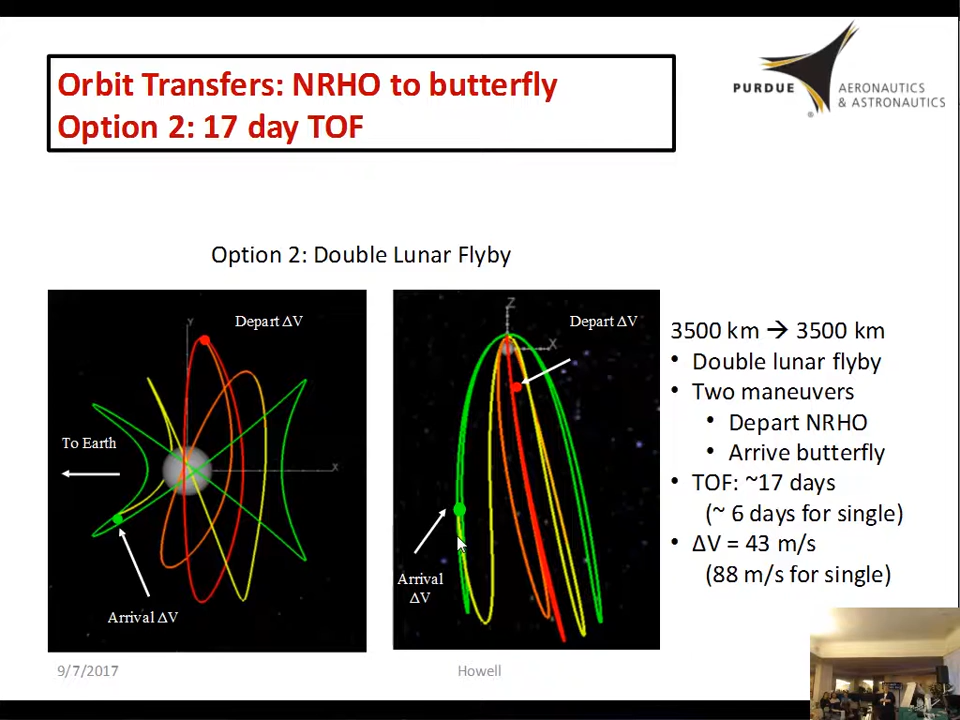 Orbit Transfers: NRHO to butterfly
Option 2: 17 day TOF
PURDUE
AERONAUTICS
& ASTRONAUTICS
®
Option 2: Double Lunar Flyby
Y
Depart ΔV
To Earth
X
Arrival ΔV
Z
Depart ΔV
X
Arrival
ΔV
3500 km → 3500 km
• Double lunar flyby
• Two maneuvers
• Depart NRHO
• Arrive butterfly
• TOF: ~17 days
(~ 6 days for single)
• ΔV = 43 m/s
(88 m/s for single)
9/7/2017
Howell